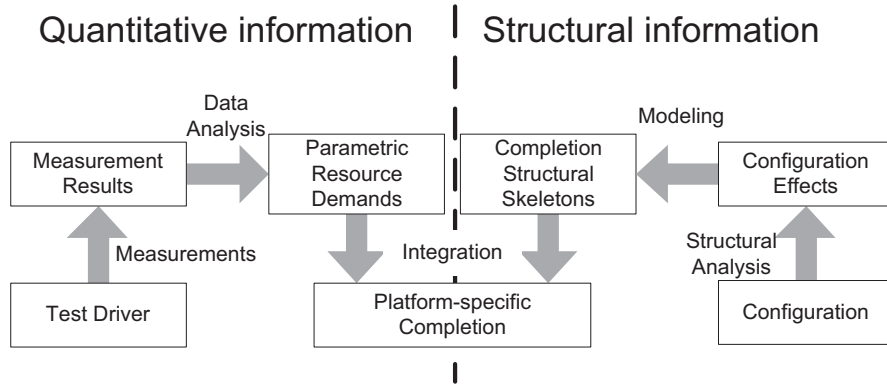 Quantitative information
Structural information
Data
Analysis
Modeling
Measurement
Results
Parametric
Resource
Demands
Completion
Structural
Skeletons
Configuration
Effects
Measurements
Integration
Structural
Analysis
Test Driver
Platform-specific
Completion
Configuration